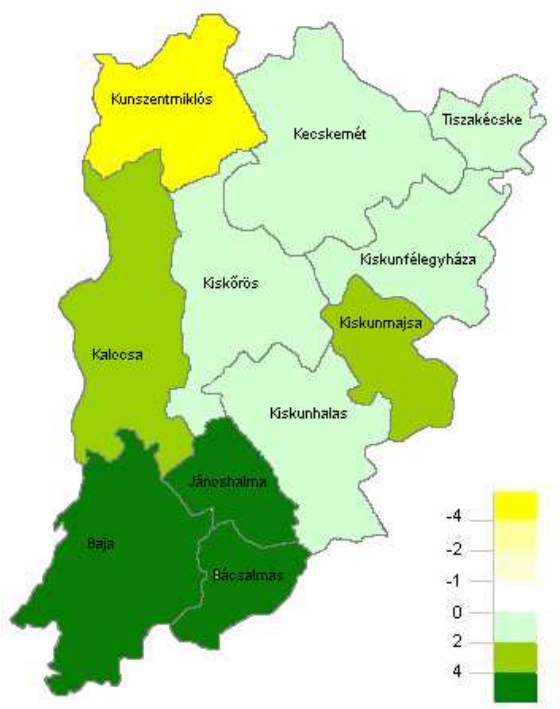 Kunszentmiklós
Kecskemét
Tiszakécske
Kiskunfélegyháza
Kiskőrös
Kiskunmajsa
Kalocsa
Kiskunhalas
Jánoshalma
Baja
Bácsalmás
-4
-2
-1
0
2
4